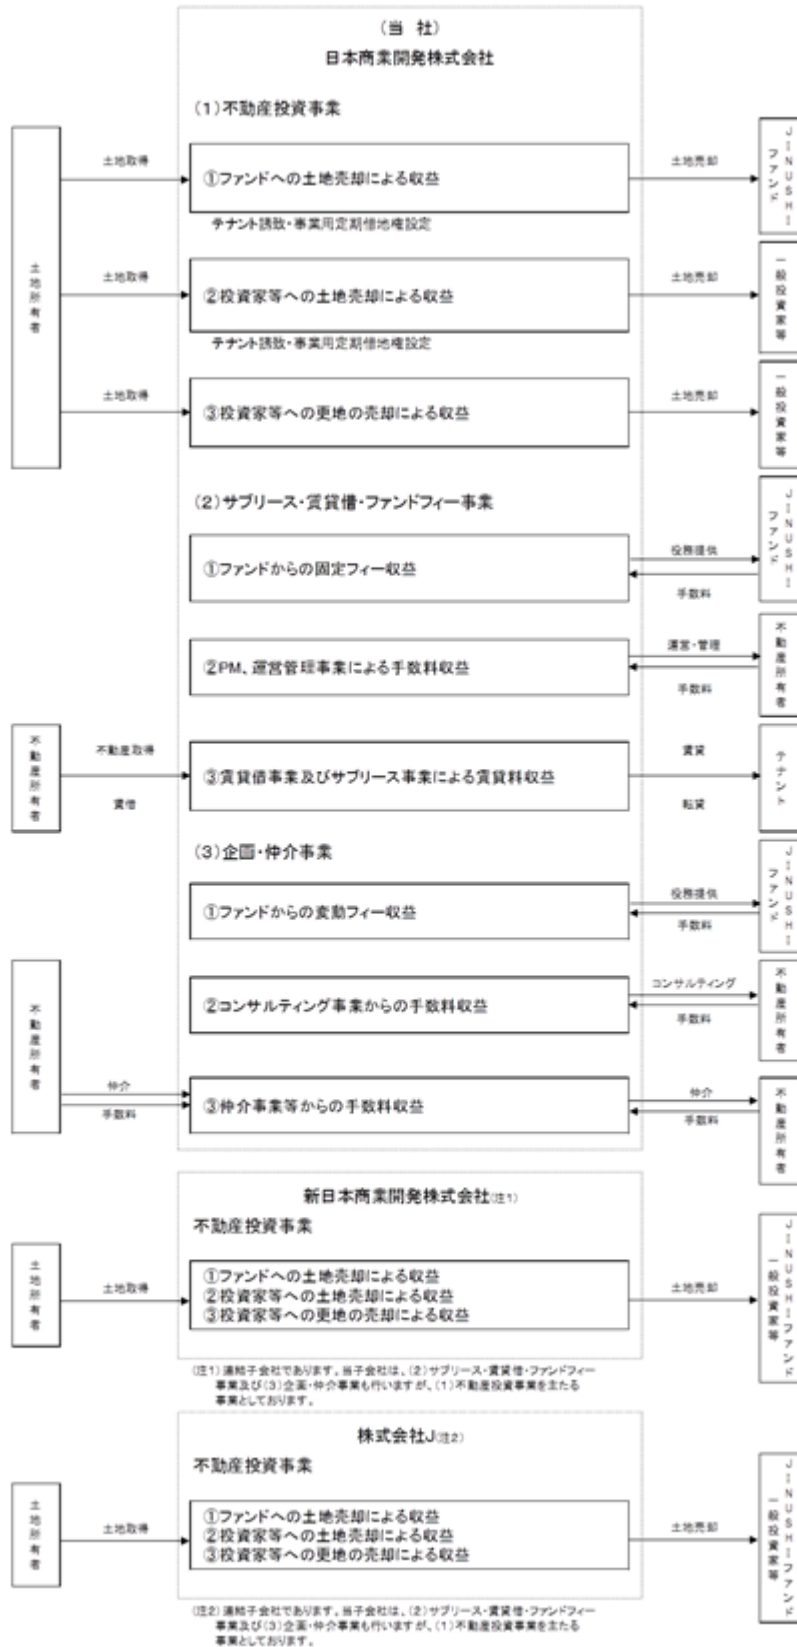 (当 社)
日本商業開発株式会社
(1)不動産投資事業
土地所有者
土地取得
①ファンドへの土地売却による収益
土地売却
JINUSHIファンド
テナント誘致・事業用定期借地権設定
土地取得
②投資家等への土地売却による収益
土地売却
一般投資家等
テナント誘致・事業用定期借地権設定
土地取得
③投資家等への更地の売却による収益
土地売却
一般投資家等
(2)サブリース・賃貸借・ファンドフィー事業
①ファンドからの固定フィー収益
役務提供
手数料
JINUSHIファンド
②PM、運営管理事業による手数料収益
運営・管理
手数料
不動産所有者
不動産所有者
不動産取得
賃借
③賃貸借事業及びサブリース事業による賃貸料収益
賃貸
転貸
テナント
(3)企画・仲介事業
①ファンドからの変動フィー収益
役務提供
手数料
JINUSHIファンド
不動産所有者
②コンサルティング事業からの手数料収益
コンサルティング
手数料
不動産所有者
仲介
手数料
③仲介事業等からの手数料収益
仲介
手数料
不動産所有者
新日本商業開発株式会社(注1)
不動産投資事業
土地所有者
土地取得
①ファンドへの土地売却による収益
②投資家等への土地売却による収益
③投資家等への更地の売却による収益
土地売却
JINUSHIファンド
一般投資家等
(注1)連結子会社であります。当子会社は、(2)サブリース・賃貸借・ファンドフィー
事業及び(3)企画・仲介事業も行いますが、(1)不動産投資事業を主たる
事業としております。
株式会社J(注2)
不動産投資事業
土地所有者
土地取得
①ファンドへの土地売却による収益
②投資家等への土地売却による収益
③投資家等への更地の売却による収益
土地売却
JINUSHIファンド
一般投資家等
(注2)連結子会社であります。当子会社は、(2)サブリース・賃貸借・ファンドフィー
事業及び(3)企画・仲介事業も行いますが、(1)不動産投資事業を主たる
事業としております。